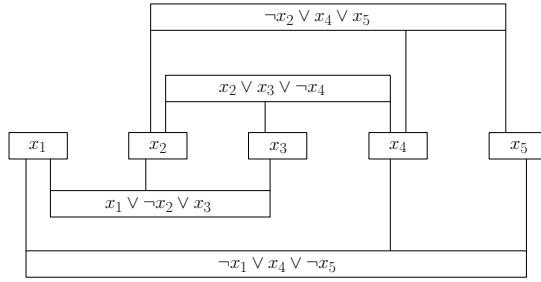 ¬x₂ ∨ x₄ ∨ x₅
x₂ ∨ x₃ ∨ ¬x₄
x₁ x₂ x₃ x₄ x₅
x₁ ∨ ¬x₂ ∨ x₃
¬x₁ ∨ x₄ ∨ ¬x₅